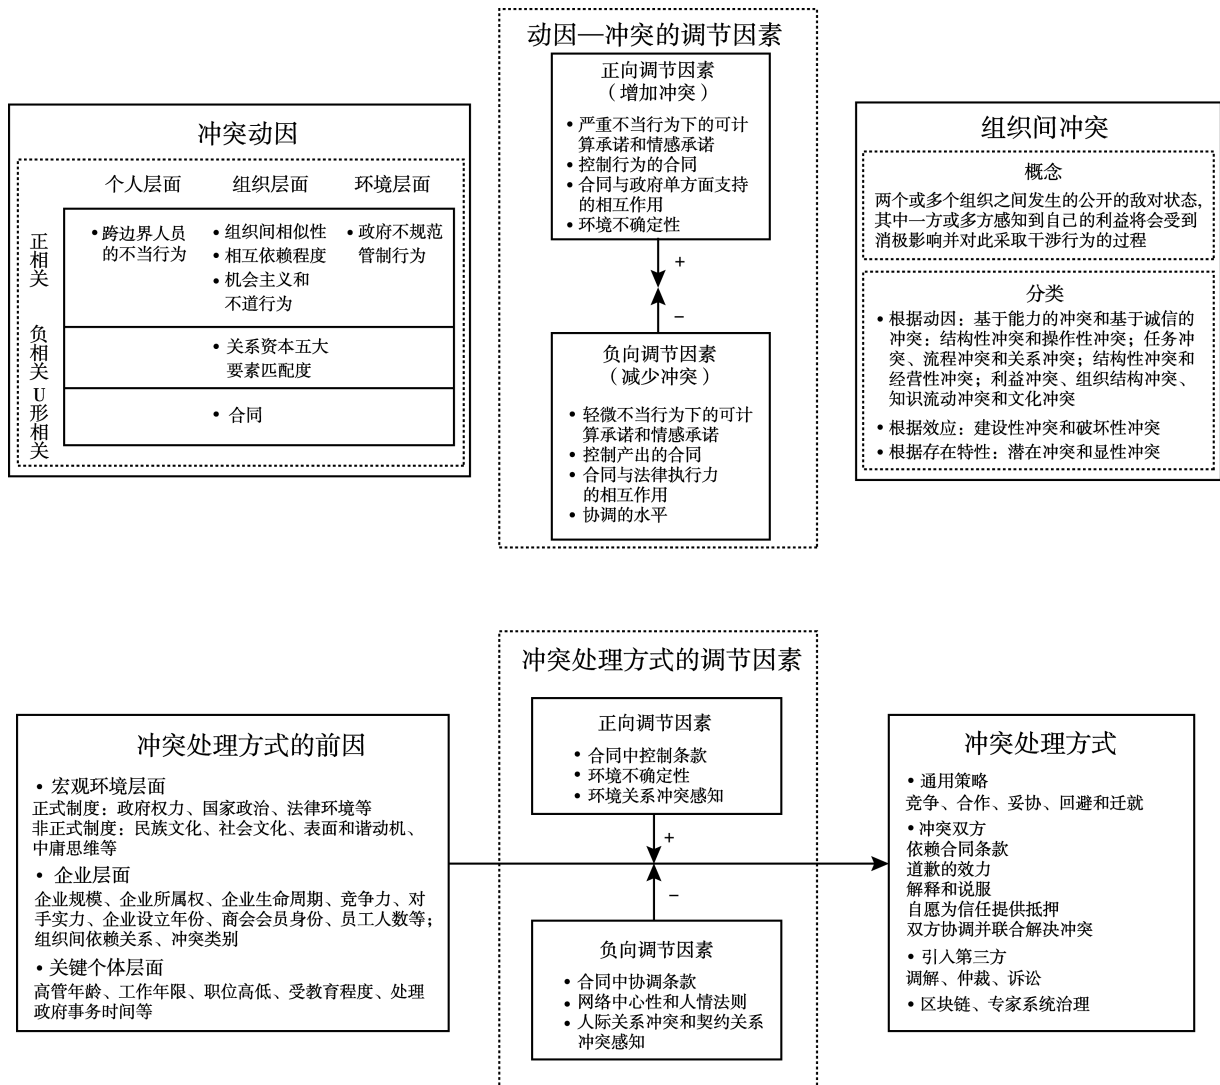 冲突动因
个人层面 组织层面 环境层面
正相关
• 跨边界人员
的不当行为
• 组织间相似性
• 相互依赖程度
• 机会主义和
不道行为
• 政府不规范
管制行为
负相关
• 关系资本五大
要素匹配度
U形相关
• 合同
动因—冲突的调节因素
正向调节因素
（增加冲突）
• 严重不当行为下的可计
算承诺和情感承诺
• 控制行为的合同
• 合同与政府单方面支持
的相互作用
• 环境不确定性
+
−
负向调节因素
（减少冲突）
• 轻微不当行为下的可计
算承诺和情感承诺
• 控制产出的合同
• 合同与法律执行力
的相互作用
• 协调的水平
组织间冲突
概念
两个或多个组织之间发生的公开的敌对状态,
其中一方或多方感知到自己的利益将会受到
消极影响并对此采取干涉行为的过程
分类
• 根据动因：基于能力的冲突和基于诚信的
冲突；结构性冲突和操作性冲突；任务冲
突、流程冲突和关系冲突；结构性冲突和
经营性冲突；利益冲突、组织结构冲突、
知识流动冲突和文化冲突
• 根据效应：建设性冲突和破坏性冲突
• 根据存在特性：潜在冲突和显性冲突
冲突处理方式的前因
• 宏观环境层面
正式制度：政府权力、国家政治、法律环境等
非正式制度：民族文化、社会文化、表面和谐动机、
中庸思维等
• 企业层面
企业规模、企业所属权、企业生命周期、竞争力、对
手实力、企业设立年份、商会会员身份、员工人数等；
组织间依赖关系、冲突类别
• 关键个体层面
高管年龄、工作年限、职位高低、受教育程度、处理
政府事务时间等
冲突处理方式的调节因素
正向调节因素
• 合同中控制条款
• 环境不确定性
• 环境关系冲突感知
+
−
负向调节因素
• 合同中协调条款
• 网络中心性和人情法则
• 人际关系冲突和契约关系
冲突感知
冲突处理方式
• 通用策略
竞争、合作、妥协、回避和迁就
• 冲突双方
依赖合同条款
道歉的效力
解释和说服
自愿为信任提供抵押
双方协调并联合解决冲突
• 引入第三方
调解、仲裁、诉讼
• 区块链、专家系统治理